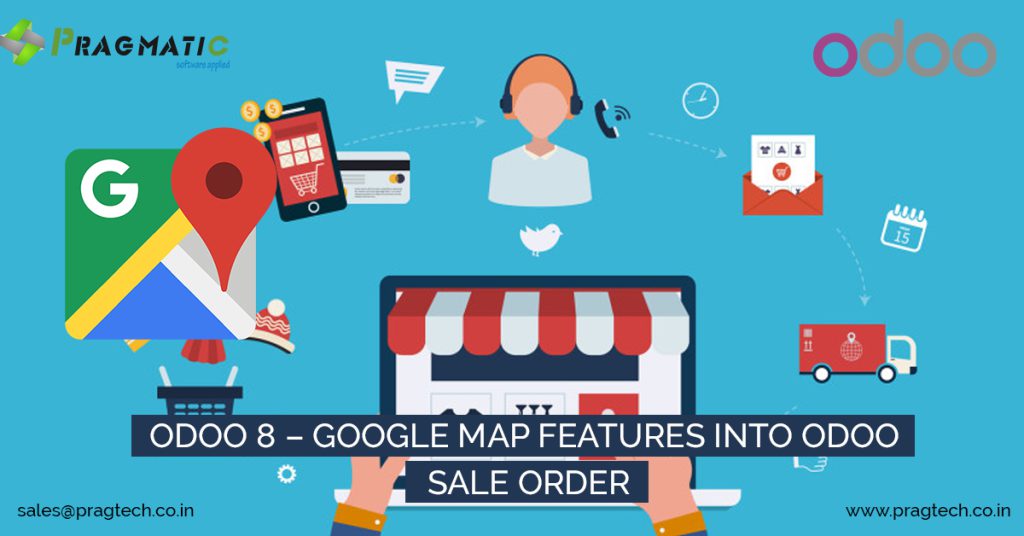 PRAGMATIC
software applied
odoo
G
15
ODOO 8 – GOOGLE MAP FEATURES INTO ODOO
SALE ORDER
sales@pragtech.co.in
www.pragtech.co.in